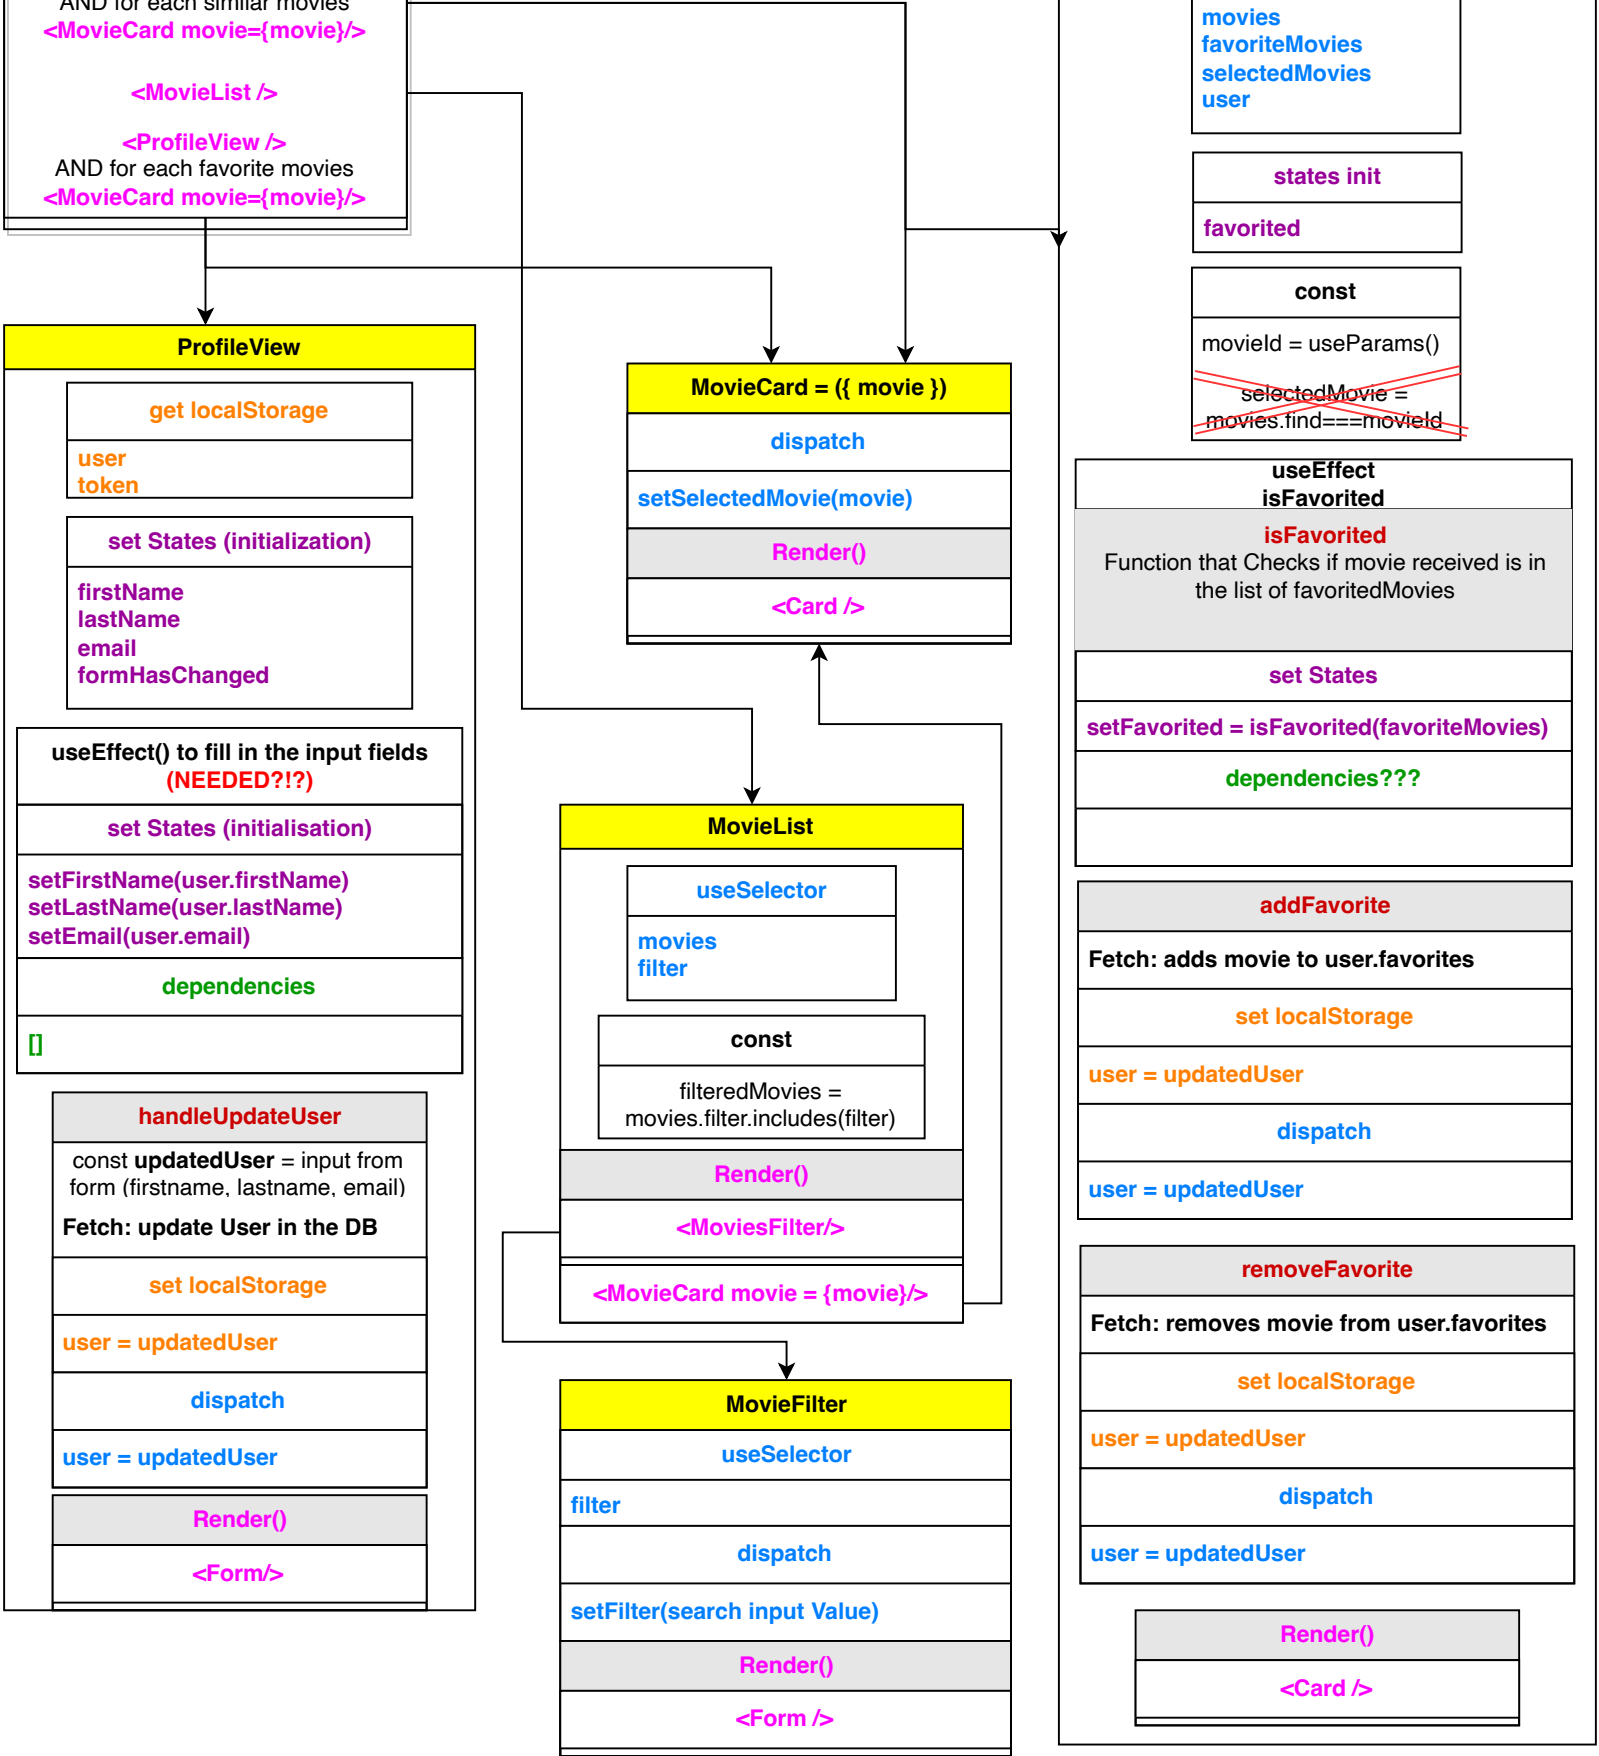 AND for each similar movies
<MovieCard movie={movie}/>
<MovieList />
<ProfileView />
AND for each favorite movies
<MovieCard movie={movie}/>
ProfileView
get localStorage
user
token
set States (initialization)
firstName
lastName
email
formHasChanged
useEffect() to fill in the input fields
(NEEDED?!?)
set States (initialisation)
setFirstName(user.firstName)
setLastName(user.lastName)
setEmail(user.email)
dependencies
[]
handleUpdateUser
const updatedUser = input from
form (firstname, lastname, email)
Fetch: update User in the DB
set localStorage
user = updatedUser
dispatch
user = updatedUser
Render()
<Form/>
MovieCard = ({ movie })
dispatch
setSelectedMovie(movie)
Render()
<Card />
MovieList
useSelector
movies
filter
const
filteredMovies =
movies.filter.includes(filter)
Render()
<MoviesFilter/>
<MovieCard movie = {movie}/>
MovieFilter
useSelector
filter
dispatch
setFilter(search input Value)
Render()
<Form />
movies
favoriteMovies
selectedMovies
user
states init
favorited
const
movieId = useParams()
selectedMovie =
movies.find===movieId
useEffect
isFavorited
isFavorited
Function that Checks if movie received is in
the list of favoritedMovies
set States
setFavorited = isFavorited(favoriteMovies)
dependencies???
addFavorite
Fetch: adds movie to user.favorites
set localStorage
user = updatedUser
dispatch
user = updatedUser
removeFavorite
Fetch: removes movie from user.favorites
set localStorage
user = updatedUser
dispatch
user = updatedUser
Render()
<Card />